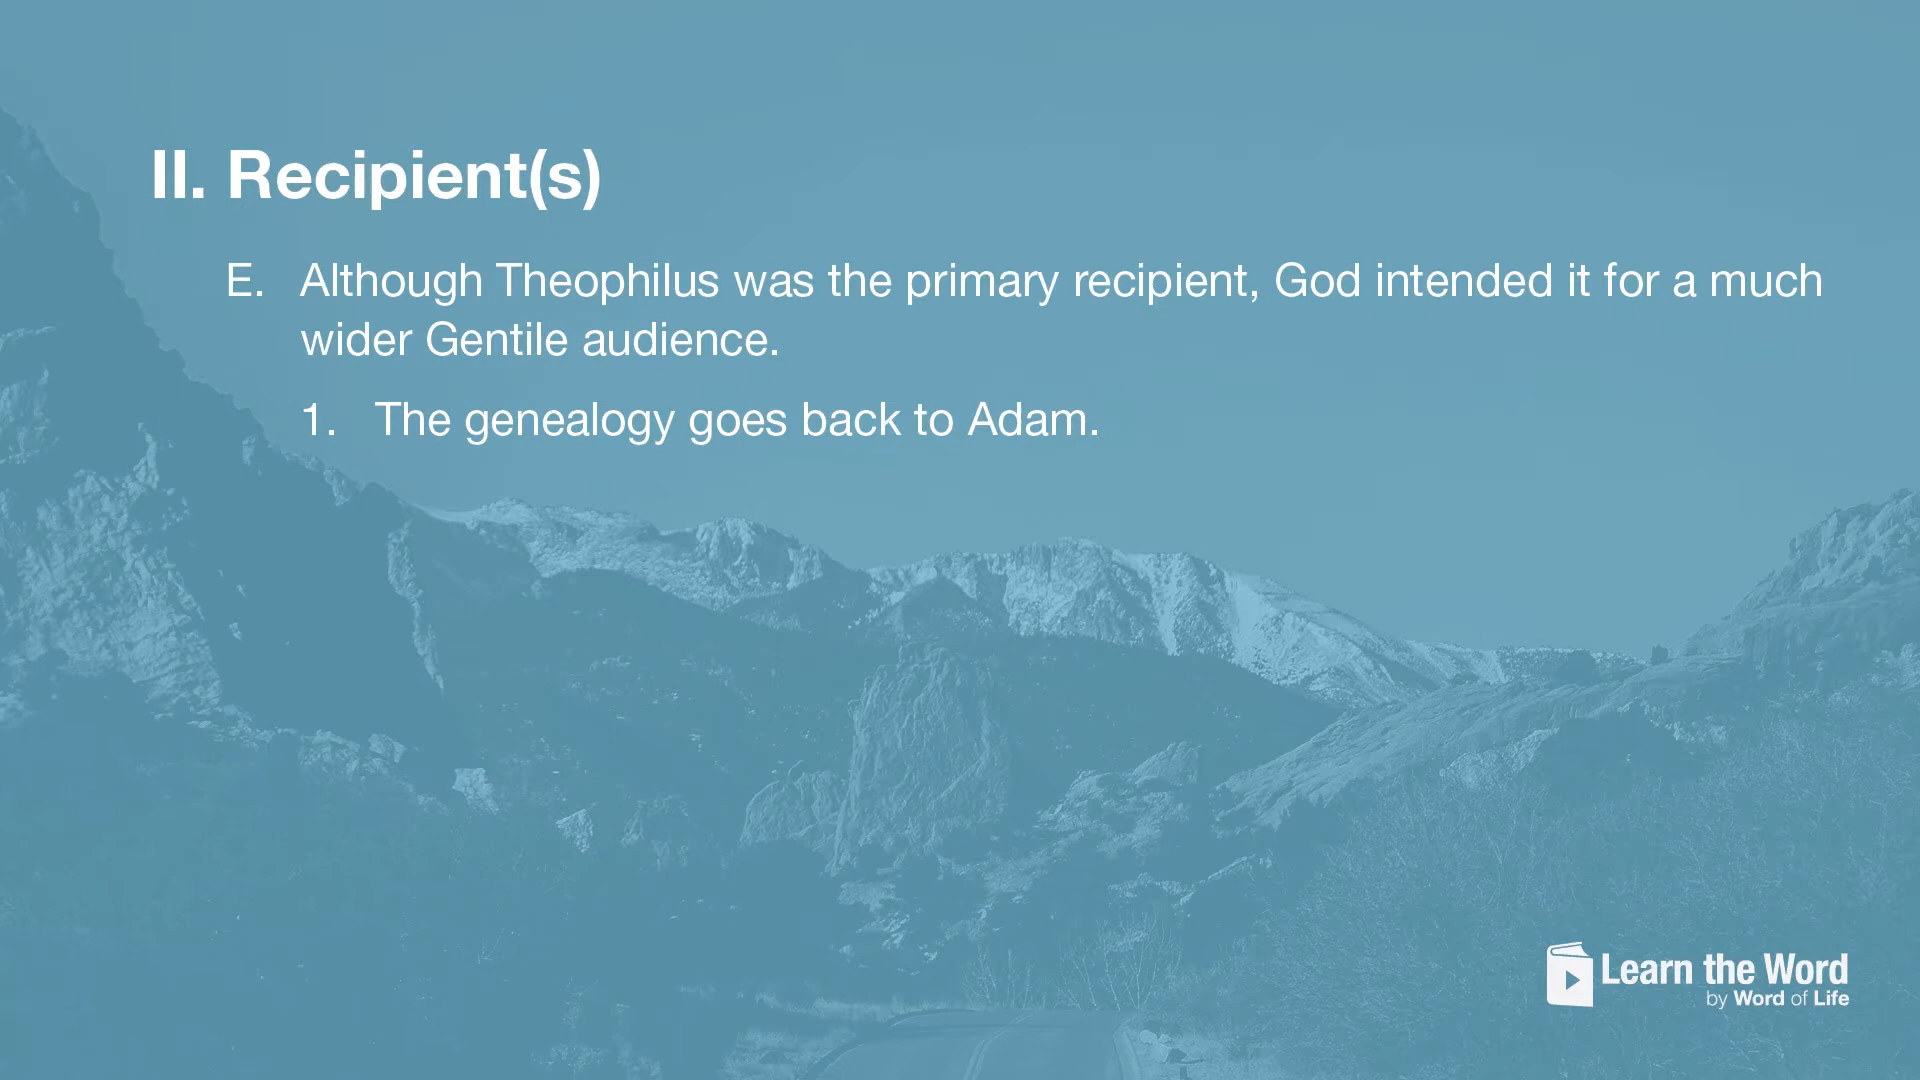 II. Recipient(s)
E. Although Theophilus was the primary recipient, God intended it for a much
wider Gentile audience.
1. The genealogy goes back to Adam.
Learn the Word
by Word of Life